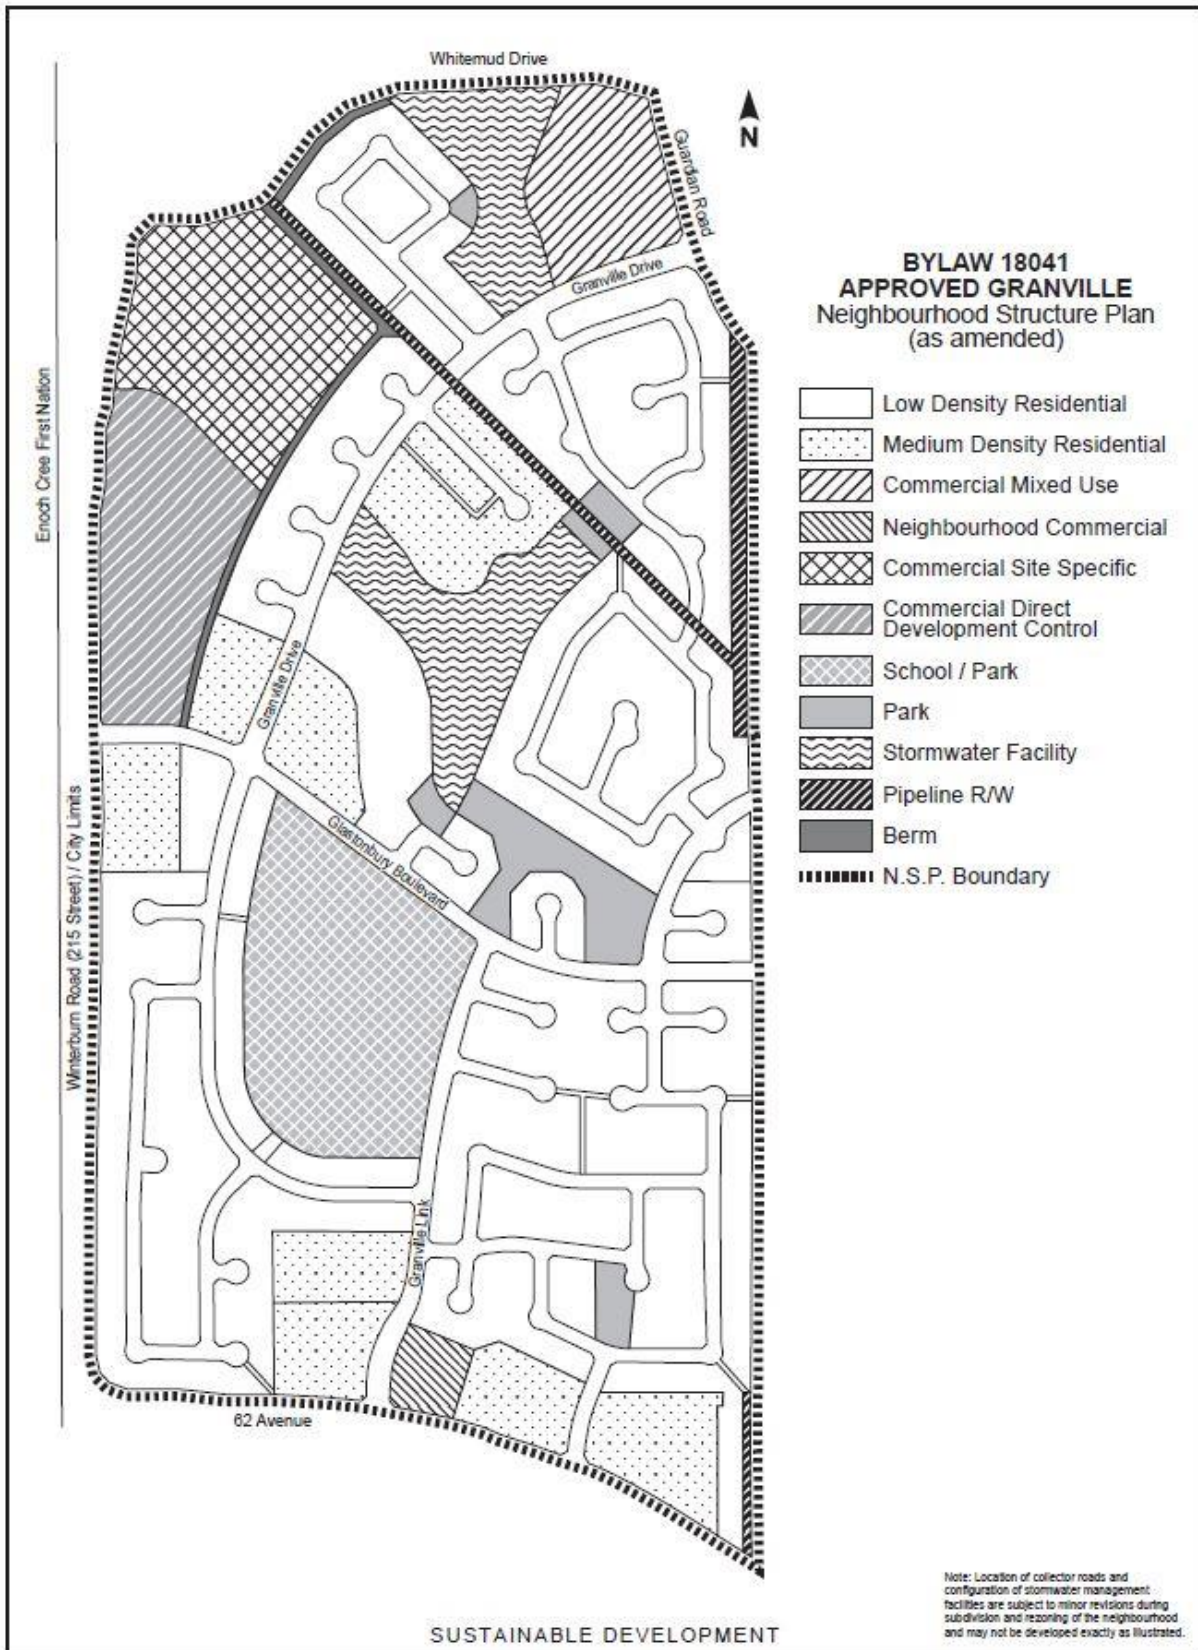 Whitemud Drive
N
Guardian Road
Granville Drive
BYLAW 18041
APPROVED GRANVILLE
Neighbourhood Structure Plan
(as amended)
Low Density Residential
Medium Density Residential
Commercial Mixed Use
Neighbourhood Commercial
Commercial Site Specific
Commercial Direct
Development Control
School / Park
Park
Stormwater Facility
Pipeline R/W
Berm
N.S.P. Boundary
Enoch Cree First Nation
Granville Drive
Glastonbury Boulevard
Winterburn Road (215 Street) / City Limits
Granville Link
62 Avenue
Note: Location of collector roads and
configuration of stormwater management
facilities are subject to minor revisions during
subdivision and rezoning of the neighbourhood
and may not be developed exactly as illustrated.
SUSTAINABLE DEVELOPMENT